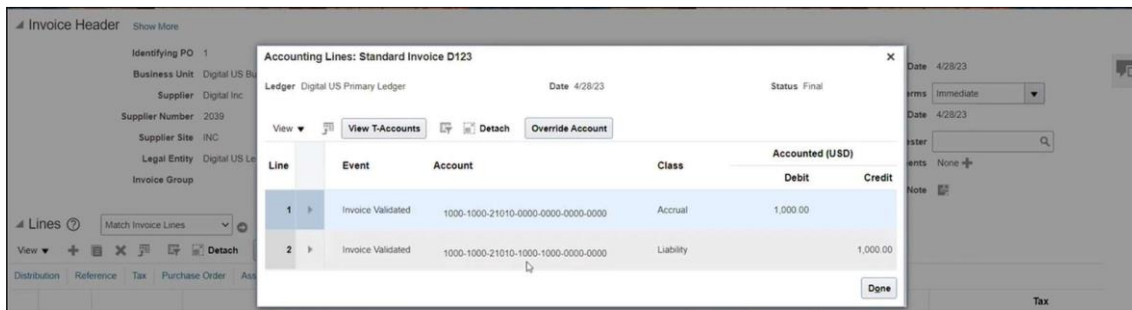 Invoice Header Show More
Identifying PO 1
Business Unit Digital US Bu
Supplier Digital Inc
Supplier Number 2039
Supplier Site INC
Legal Entity Digital US Le
Invoice Group
Accounting Lines: Standard Invoice D123
Ledger Digital US Primary Ledger Date 4/28/23 Status Final
View View T-Accounts Detach Override Account
Line Event Account Class Accounted (USD)
Debit Credit
1 Invoice Validated 1000-1000-21010-0000-0000-0000-0000 Accrual 1,000.00
2 Invoice Validated 1000-1000-21010-1000-1000-0000-0000 Liability 1,000.00
Done
Date 4/28/23
erms Immediate
Date 4/28/23
ester
ents None
Note
Lines Match Invoice Lines
View Detach
Distribution Reference Tax Purchase Order Ass
Tax